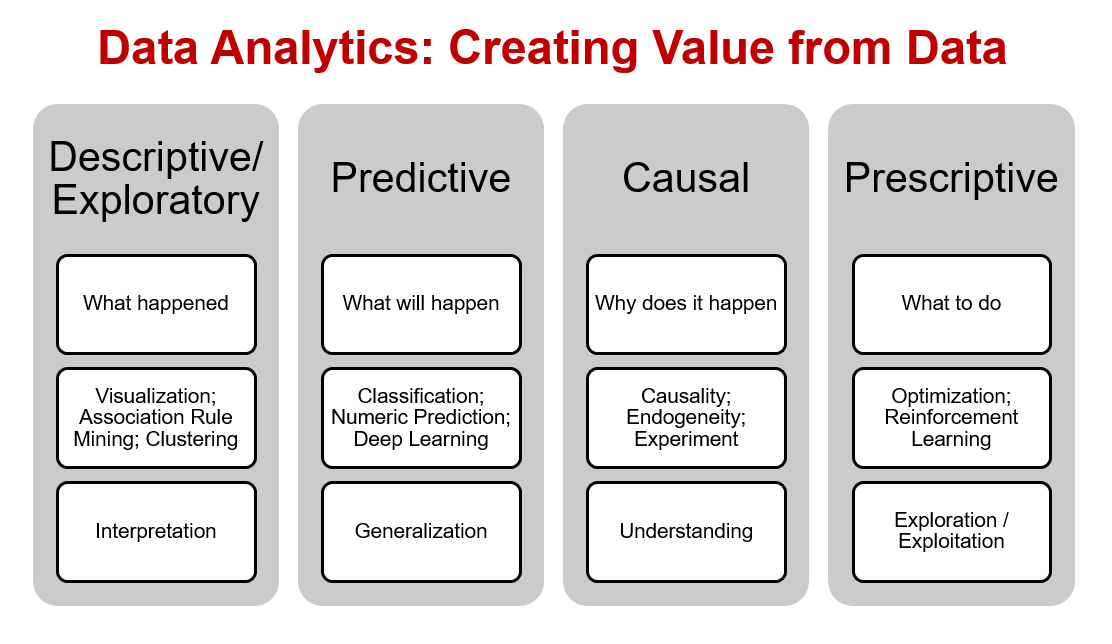 Data Analytics: Creating Value from Data
Descriptive/
Exploratory
What happened
Visualization;
Association Rule
Mining; Clustering
Interpretation
Predictive
What will happen
Classification;
Numeric Prediction;
Deep Learning
Generalization
Causal
Why does it happen
Causality;
Endogeneity;
Experiment
Understanding
Prescriptive
What to do
Optimization;
Reinforcement
Learning
Exploration /
Exploitation